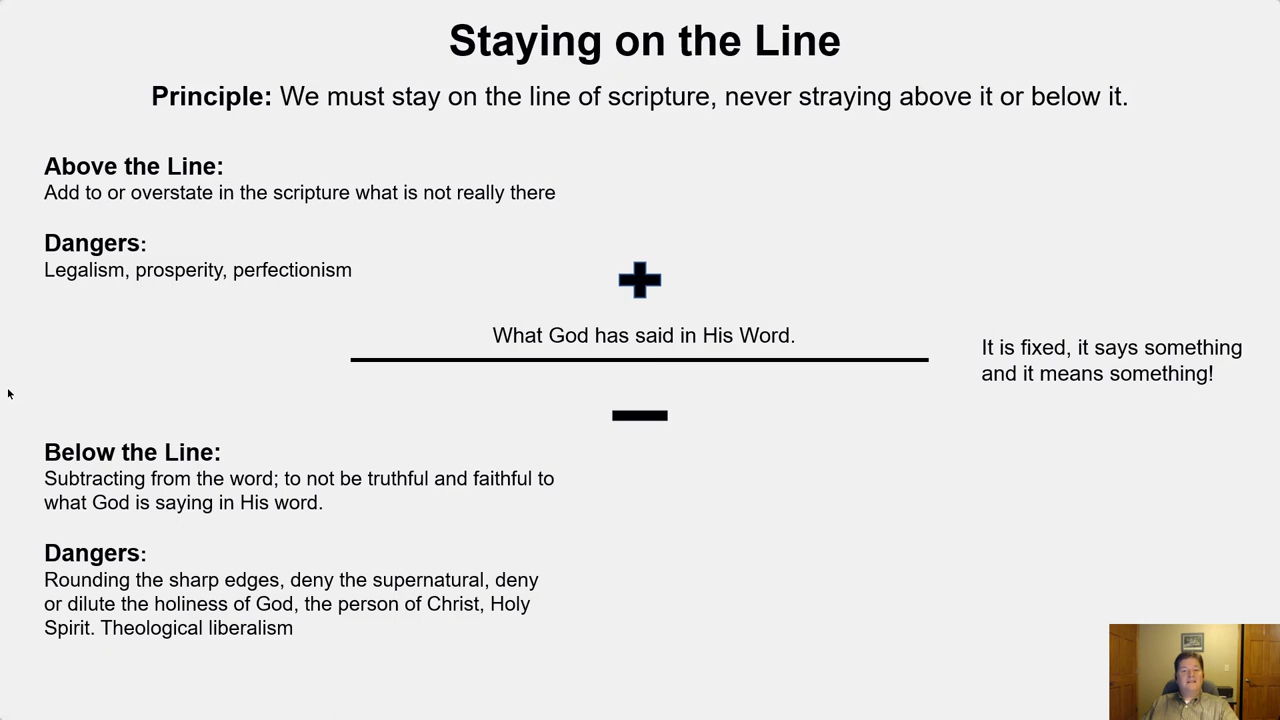 Staying on the Line
Principle: We must stay on the line of scripture, never straying above it or below it.
Above the Line:
Add to or overstate in the scripture what is not really there
Dangers:
Legalism, prosperity, perfectionism
What God has said in His Word.
It is fixed, it says something
and it means something!
Below the Line:
Subtracting from the word; to not be truthful and faithful to
what God is saying in His word.
Dangers:
Rounding the sharp edges, deny the supernatural, deny
or dilute the holiness of God, the person of Christ, Holy
Spirit. Theological liberalism